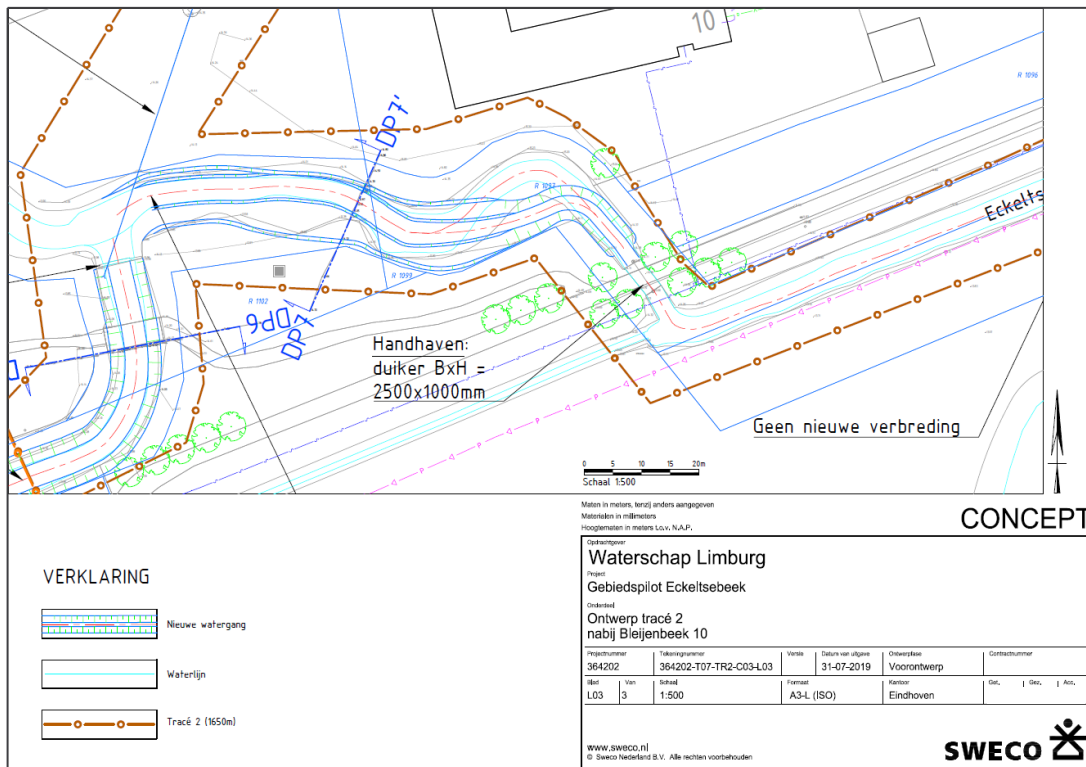 10
R 1096
DP7'
R 1093
Eckelts
R 1099
R 1102
DP6'
DP7
D
Handhaven:
duiker BxH =
2500x1000mm
P P P P P P P
Geen nieuwe verbreding
0 5 10 15 20m
Schaal 1:500
Maten in meters, tenzij anders aangegeven
Materialen in millimeters
Hoogtematen in meters t.o.v. N.A.P.
CONCEPT
Opdrachtgever
Waterschap Limburg
Project
Gebiedspilot Eckeltsebeek
Onderdeel
Ontwerp tracé 2
nabij Bleijenbeek 10
Projectnummer Tekeningnummer Versie Datum van uitgave Ontwerpfase Contractnummer
364202 364202-T07-TR2-C03-L03 31-07-2019 Voorontwerp
Blad Van Schaal Formaat Kantoor Get. Gez. Acc.
L03 3 1:500 A3-L (ISO) Eindhoven
www.sweco.nl
© Sweco Nederland B.V. Alle rechten voorbehouden
SWECO
VERKLARING
Nieuwe watergang
Waterlijn
Tracé 2 (1650m)